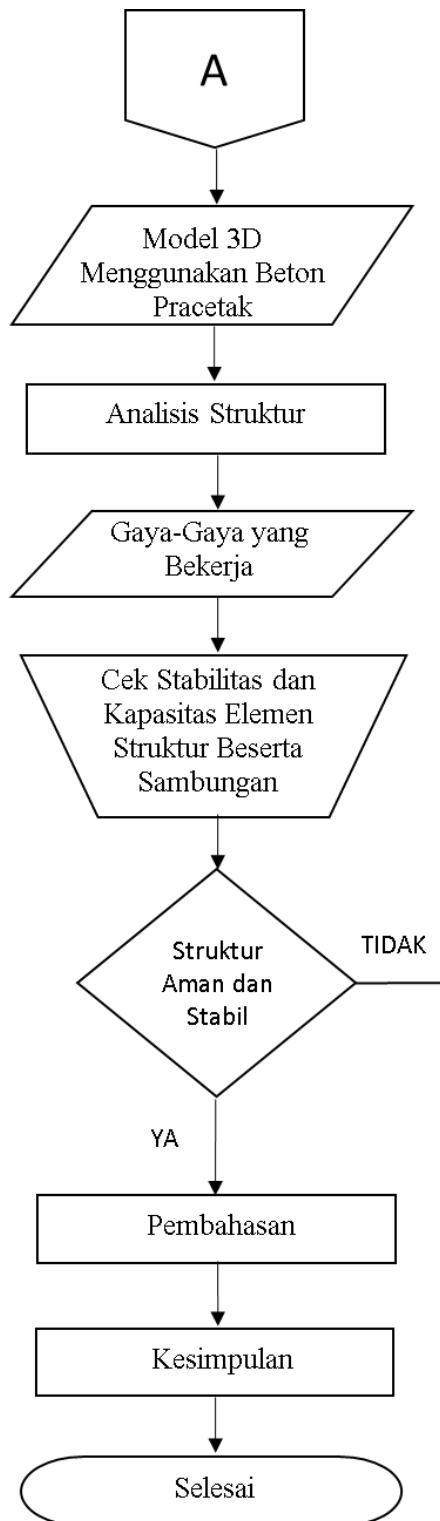 A
Model 3D
Menggunakan Beton
Pracetak
Analisis Struktur
Gaya-Gaya yang
Bekerja
Cek Stabilitas dan
Kapasitas Elemen
Struktur Beserta
Sambungan
Struktur
Aman dan
Stabil
TIDAK
YA
Pembahasan
Kesimpulan
Selesai